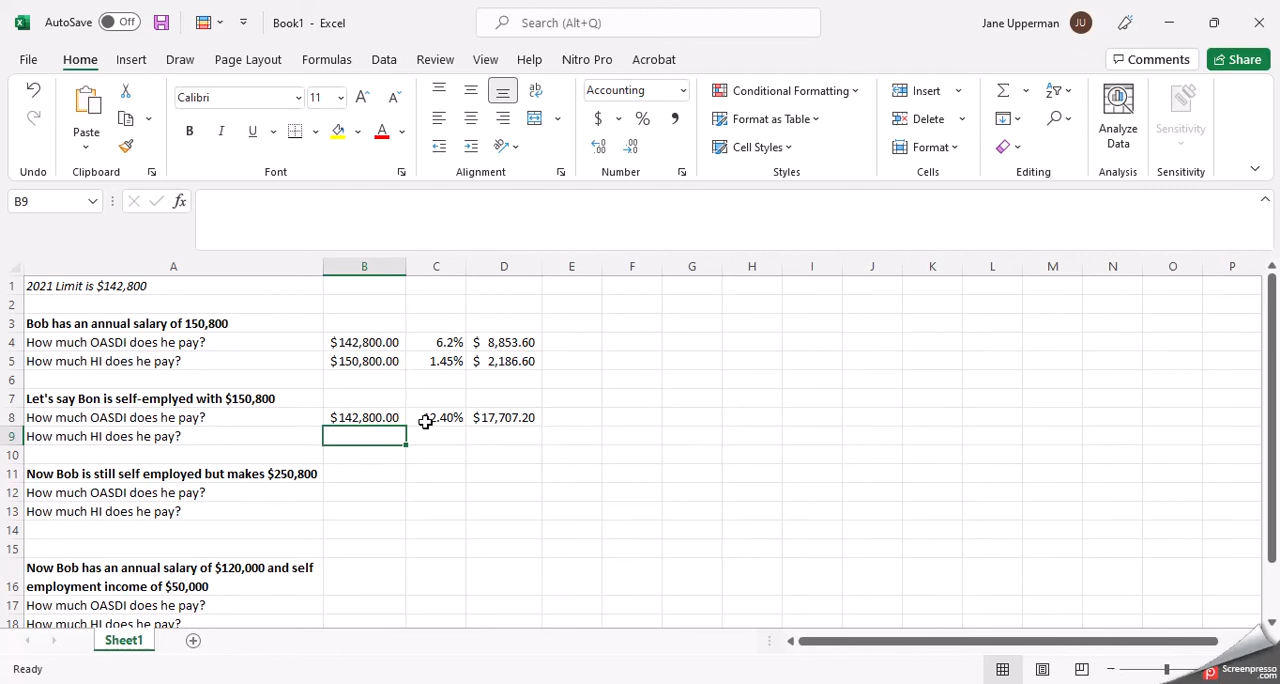 AutoSave Off Book1 - Excel Search (Alt+Q) Jane Upperman JU
File Home Insert Draw Page Layout Formulas Data Review View Help Nitro Pro Acrobat Comments Share
Calibri 11 A A ab Accounting Conditional Formatting Insert Σ
Paste B I U A $ % , Format as Table Delete Analyze Data Sensitivity
Cell Styles Format
Undo Clipboard Font Alignment Number Styles Cells Editing Analysis Sensitivity
B9 fx
A B C D E F G H I J K L M N O P
1 2021 Limit is $142,800
2
3 Bob has an annual salary of 150,800
4 How much OASDI does he pay? $142,800.00 6.2% $ 8,853.60
5 How much HI does he pay? $150,800.00 1.45% $ 2,186.60
6
7 Let's say Bon is self-emplyed with $150,800
8 How much OASDI does he pay? $142,800.00 2.40% $17,707.20
9 How much HI does he pay?
10
11 Now Bob is still self employed but makes $250,800
12 How much OASDI does he pay?
13 How much HI does he pay?
14
15
Now Bob has an annual salary of $120,000 and self
16 employment income of $50,000
17 How much OASDI does he pay?
18 How much HI does he pay?
Sheet1
Ready
Screenpresso
.com